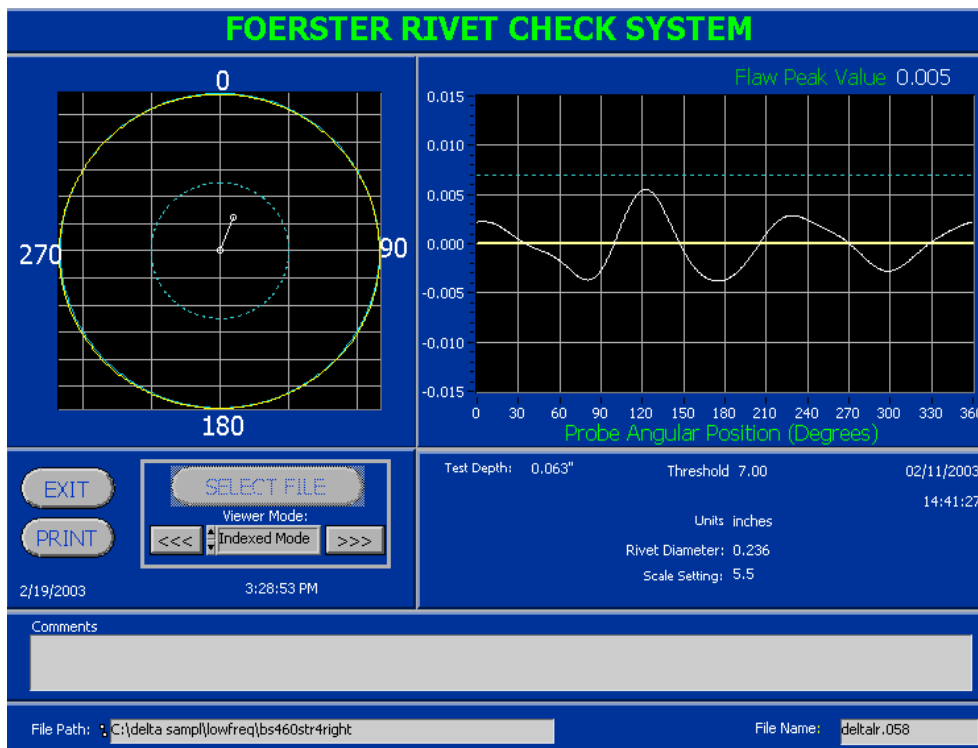 FOERSTER RIVET CHECK SYSTEM
0
270
90
180
Flaw Peak Value 0.005
0.015
0.010
0.005
0.000
-0.005
-0.010
-0.015
0 30 60 90 120 150 180 210 240 270 300 330 360
Probe Angular Position (Degrees)
EXIT
PRINT
SELECT FILE
Viewer Mode:
<<< Indexed Mode >>>
2/19/2003 3:28:53 PM
Test Depth: 0.063" Threshold 7.00 02/11/2003
14:41:27
Units inches
Rivet Diameter: 0.236
Scale Setting: 5.5
Comments
File Path: C:\delta sampl\lowfreq\bs460str4right
File Name: deltalr.058